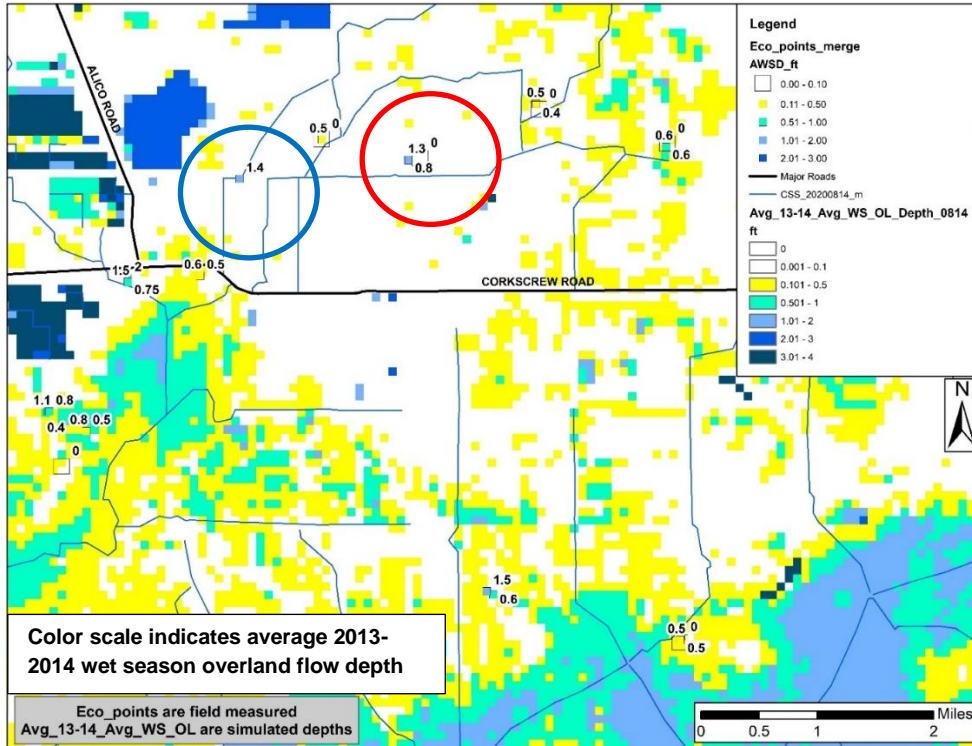 ALICO ROAD
CORKSCREW ROAD
1.4
0.5 0
1.3 0
0.8
0.5 0
0.4
0.6 0
0.6
1.5 2
0.75
0.6 0.5
1.1 0.8
0.8 0.5
0.4
0
1.5
0.6
0.5 0
0.5
Legend
Eco_points_merge
AWSD_ft
0.00 - 0.10
0.11 - 0.50
0.51 - 1.00
1.01 - 2.00
2.01 - 3.00
Major Roads
CSS_20200814_m
Avg_13-14_Avg_WS_OL_Depth_0814
ft
0
0.001 - 0.1
0.101 - 0.5
0.501 - 1
1.01 - 2
2.01 - 3
3.01 - 4
N
Color scale indicates average 2013-
2014 wet season overland flow depth
Eco_points are field measured
Avg_13-14_Avg_WS_OL are simulated depths
Miles
0 0.5 1 2